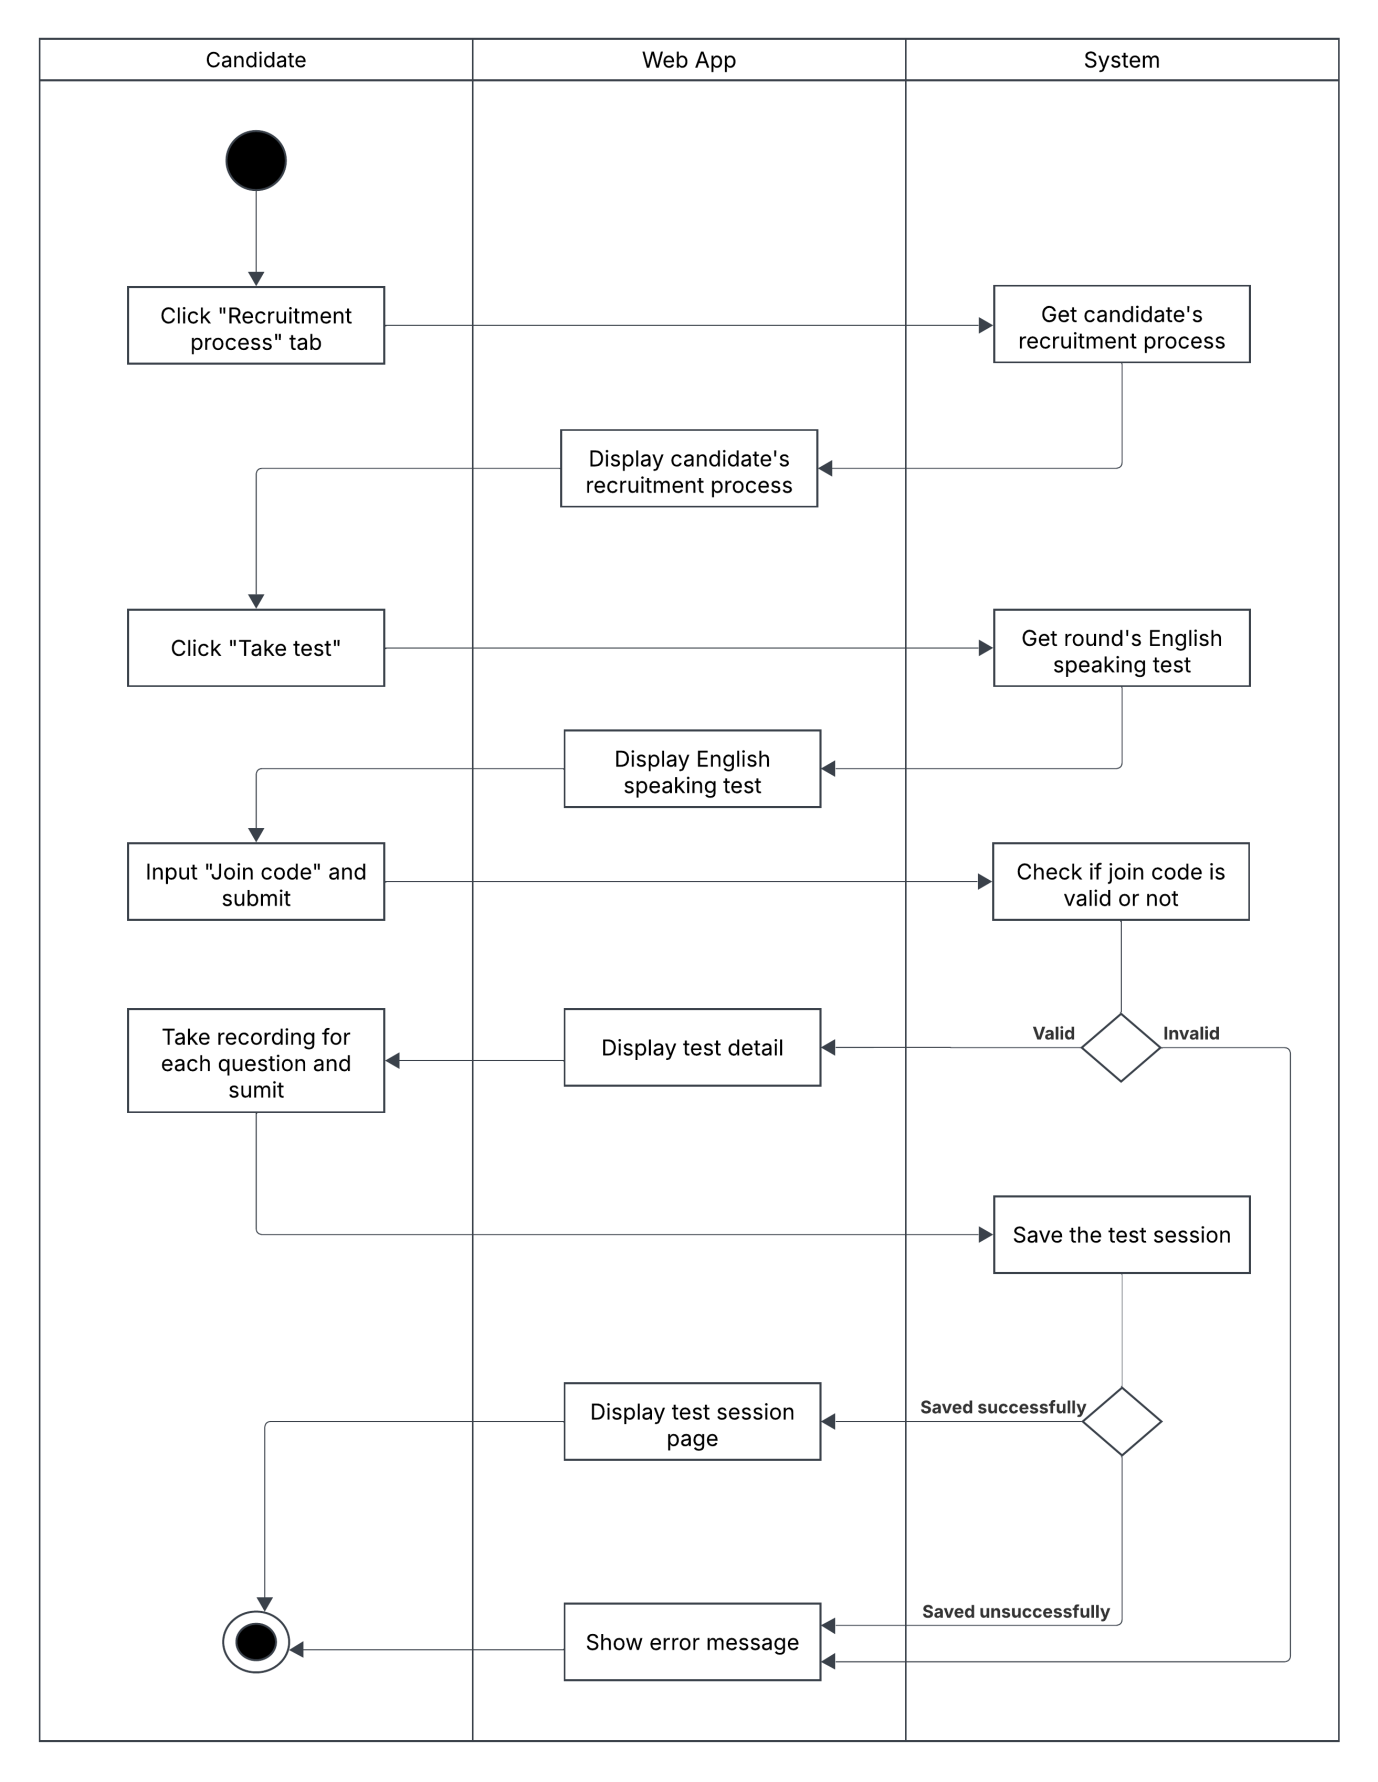 Candidate
Web App
System
Click "Recruitment
process" tab
Get candidate's
recruitment process
Display candidate's
recruitment process
Click "Take test"
Get round's English
speaking test
Display English
speaking test
Input "Join code" and
submit
Check if join code is
valid or not
Take recording for
each question and
sumit
Display test detail
Valid
Invalid
Save the test session
Display test session
page
Saved successfully
Show error message
Saved unsuccessfully